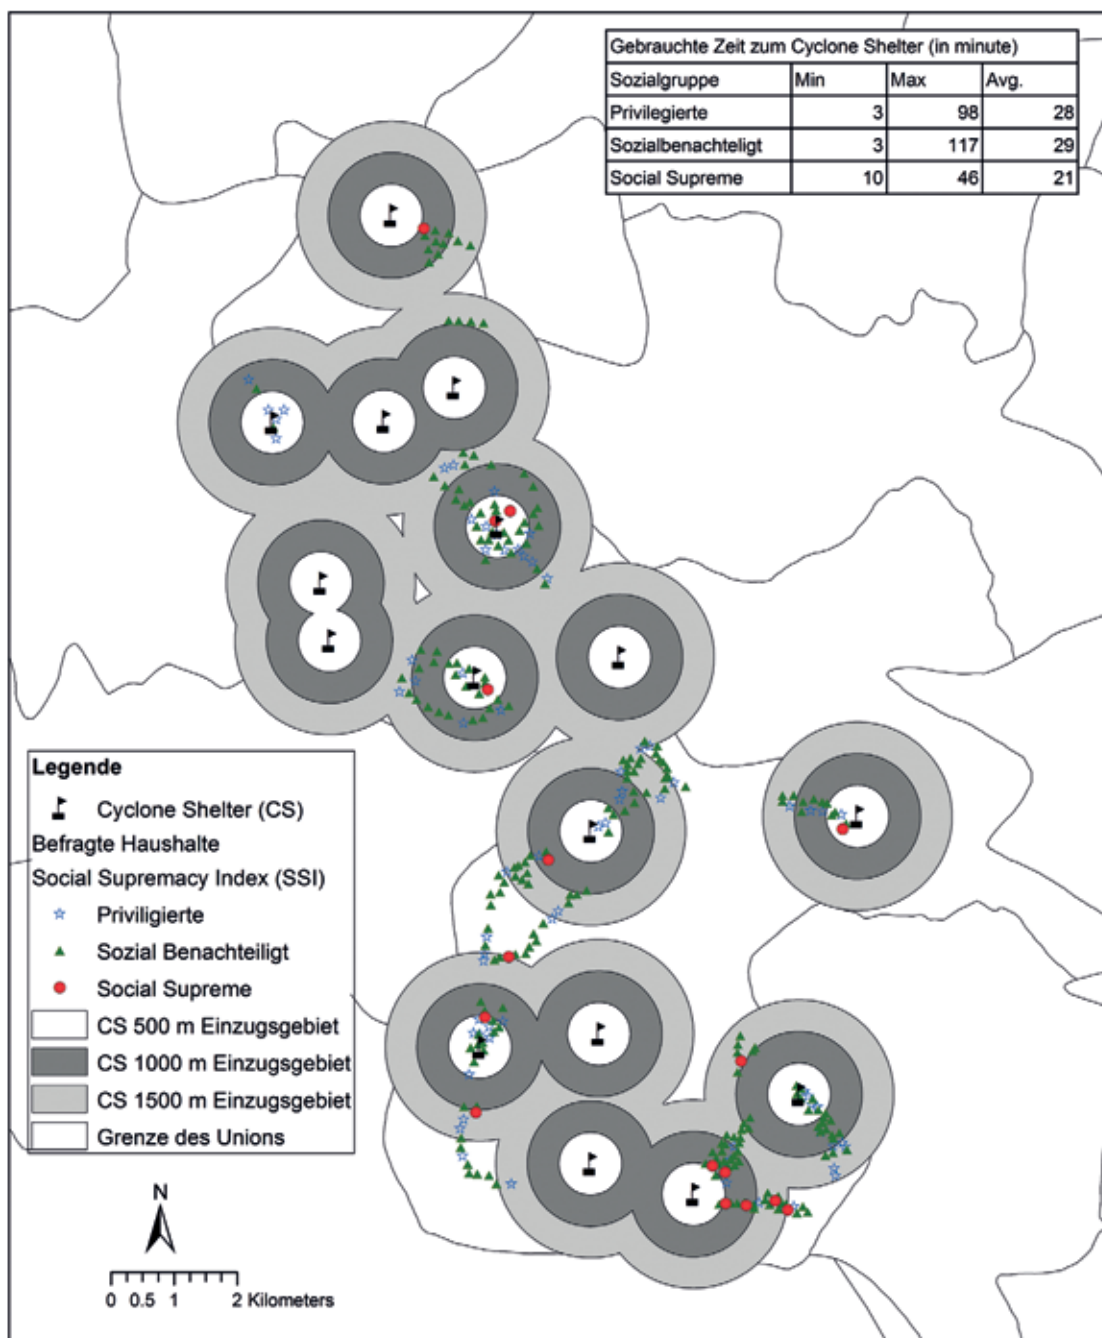 Gebrauchte Zeit zum Cyclone Shelter (in minute)
Sozialgruppe Min Max Avg.
Privilegierte 3 98 28
Sozialbenachteligt 3 117 29
Social Supreme 10 46 21
Legende
Cyclone Shelter (CS)
Befragte Haushalte
Social Supremacy Index (SSI)
Priviligierte
Sozial Benachteiligt
Social Supreme
CS 500 m Einzugsgebiet
CS 1000 m Einzugsgebiet
CS 1500 m Einzugsgebiet
Grenze des Unions
N
0 0.5 1 2 Kilometers